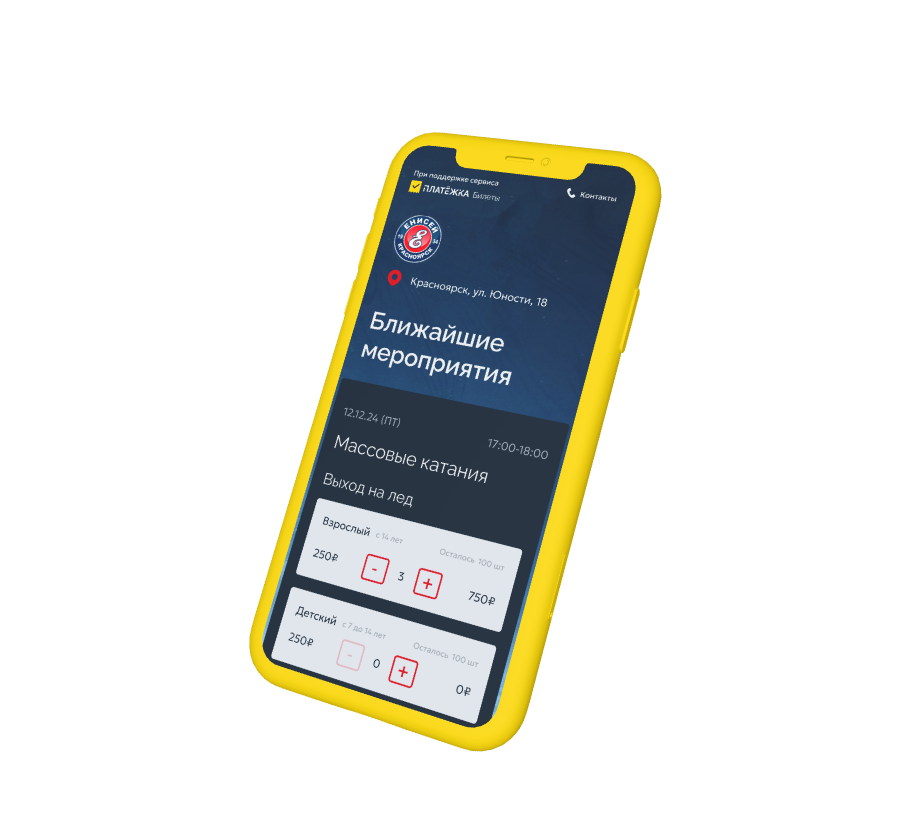 При поддержке сервиса
ПЛАТЁЖКА Билеты
Контакты
ЕНИСЕЙ
КРАСНОЯРСК
Красноярск, ул. Юности, 18
Ближайшие
мероприятия
12.12.24 (ПТ)
17:00-18:00
Массовые катания
Выход на лед
Взрослый с 14 лет
Осталось 100 шт
250₽ - 3 + 750₽
Детский с 7 до 14 лет
Осталось 100 шт
250₽ - 0 + 0₽